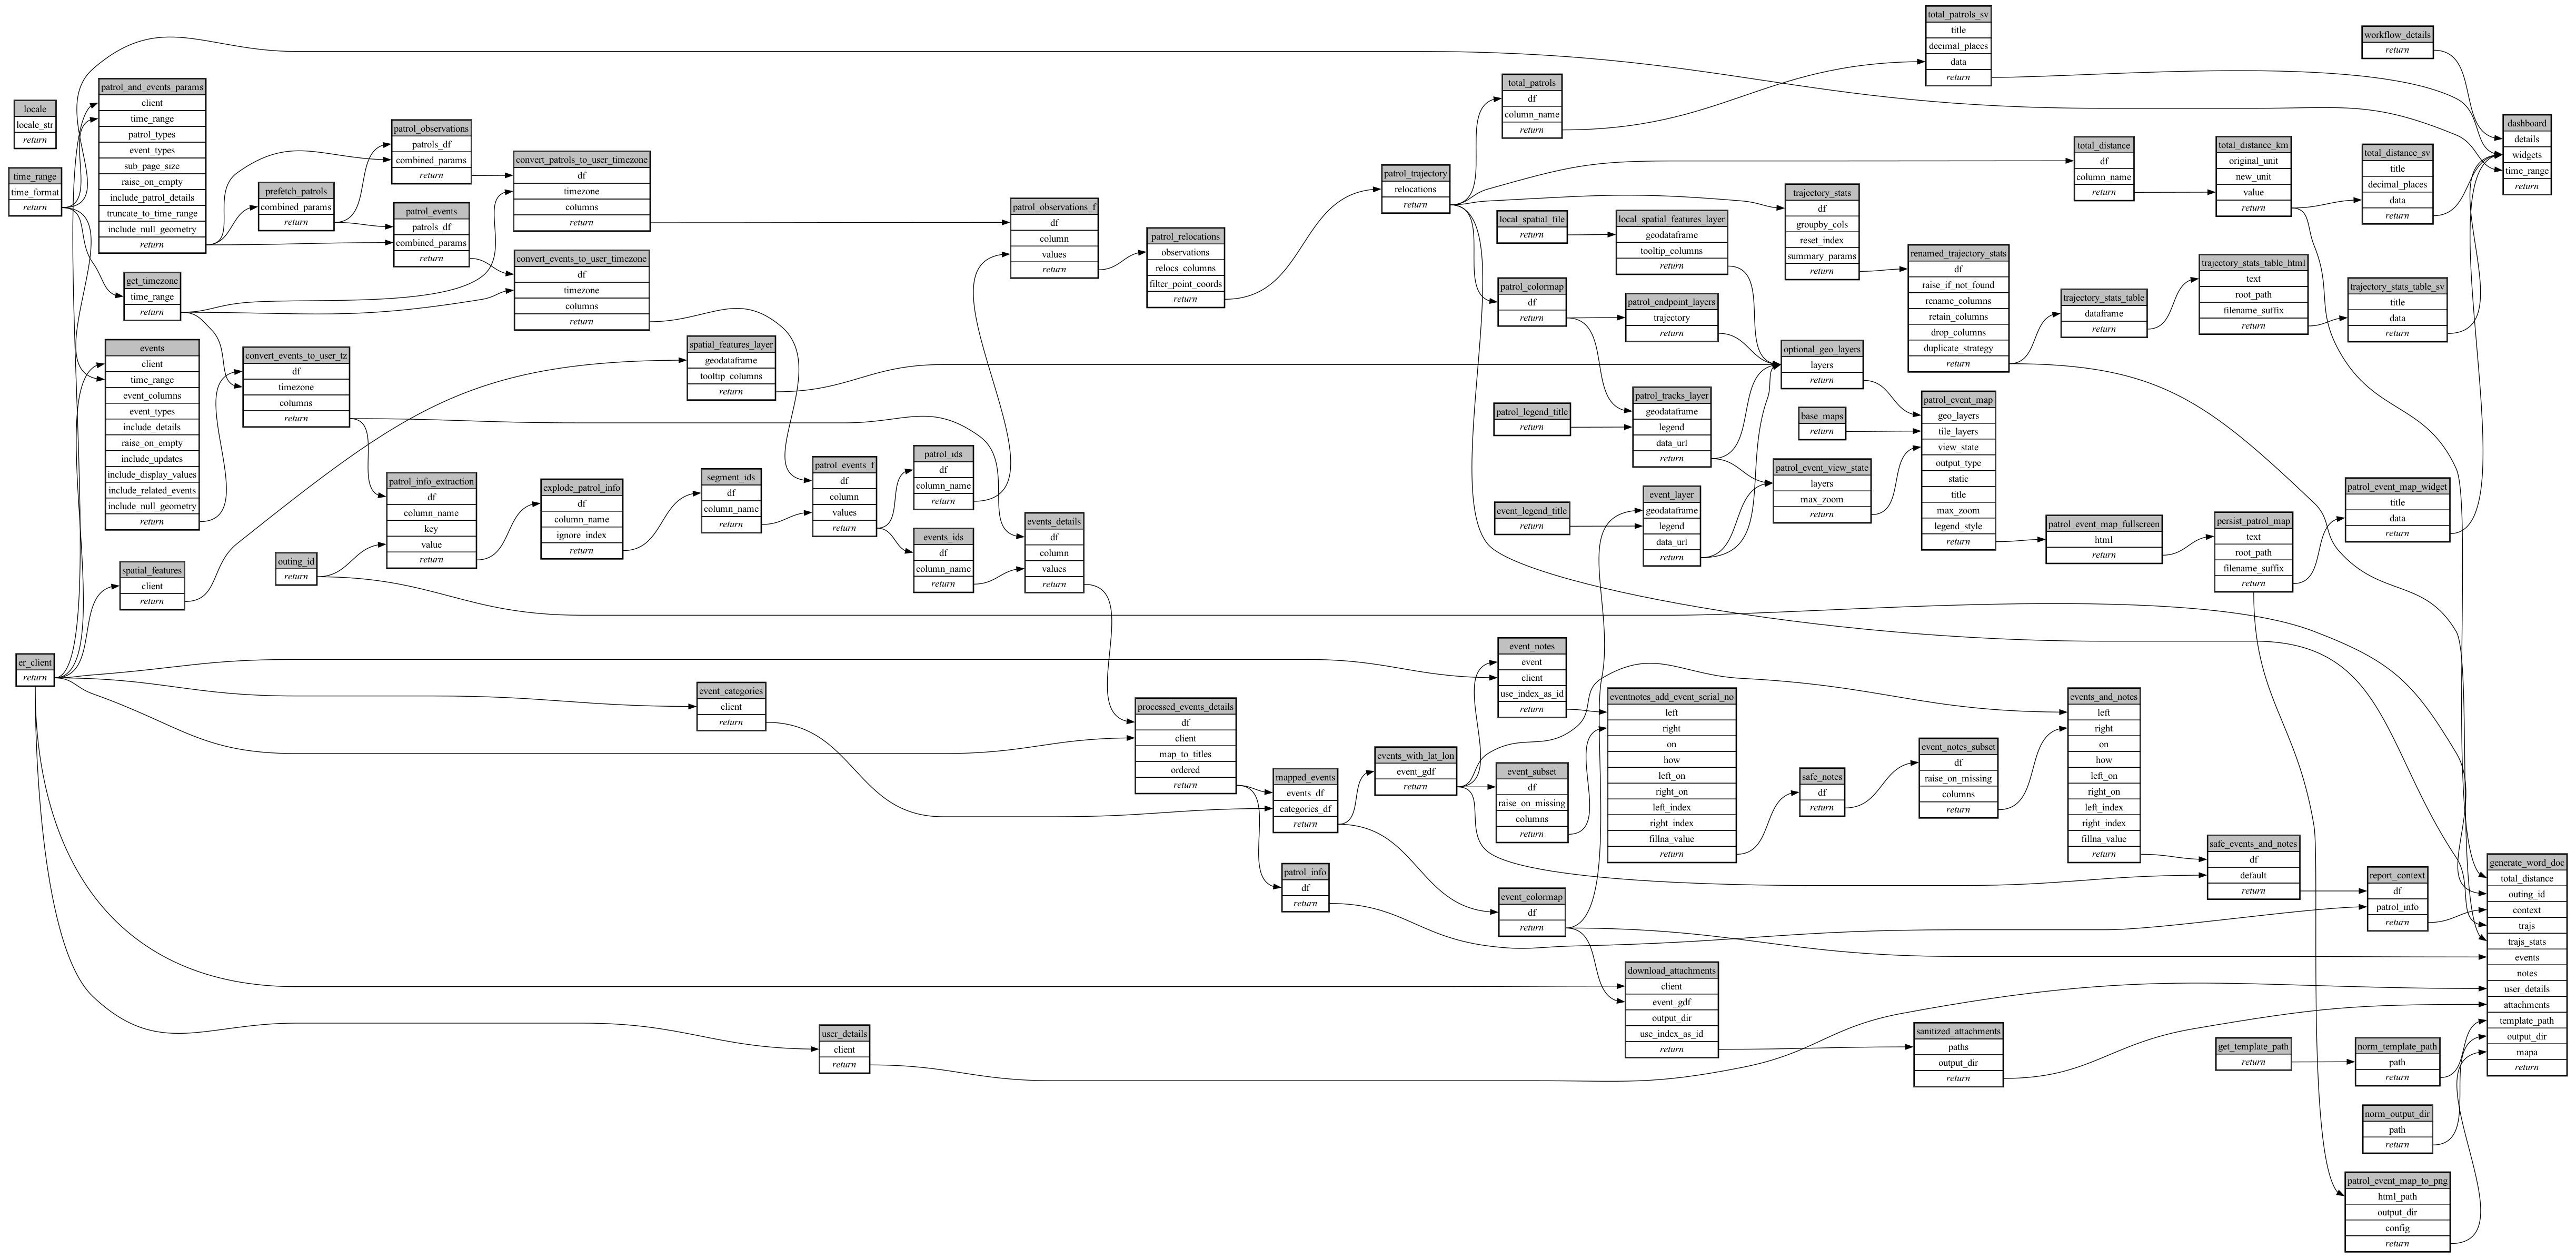 locale
locale_str
return
time_range
time_format
return
er_client
return
patrol_and_events_params
client
time_range
patrol_types
event_types
sub_page_size
raise_on_empty
include_patrol_details
truncate_to_time_range
include_null_geometry
return
get_timezone
time_range
return
events
client
time_range
event_columns
event_types
include_details
raise_on_empty
include_updates
include_display_values
include_related_events
include_null_geometry
return
spatial_features
client
return
prefetch_patrols
combined_params
return
convert_events_to_user_tz
df
timezone
columns
return
outing_id
return
patrol_observations
patrols_df
combined_params
return
patrol_events
patrols_df
combined_params
return
patrol_info_extraction
df
column_name
key
value
return
convert_patrols_to_user_timezone
df
timezone
columns
return
convert_events_to_user_timezone
df
timezone
columns
return
explode_patrol_info
df
column_name
ignore_index
return
spatial_features_layer
geodataframe
tooltip_columns
return
segment_ids
df
column_name
return
event_categories
client
return
patrol_events_f
df
column
values
return
user_details
client
return
patrol_ids
df
column_name
return
events_ids
df
column_name
return
patrol_observations_f
df
column
values
return
events_details
df
column
values
return
patrol_relocations
observations
relocs_columns
filter_point_coords
return
processed_events_details
df
client
map_to_titles
ordered
return
mapped_events
events_df
categories_df
return
patrol_info
df
return
patrol_trajectory
relocations
return
events_with_lat_lon
event_gdf
return
total_patrols
df
column_name
return
local_spatial_file
return
patrol_colormap
df
return
patrol_legend_title
return
event_legend_title
return
event_notes
event
client
use_index_as_id
return
event_subset
df
raise_on_missing
columns
return
event_colormap
df
return
local_spatial_features_layer
geodataframe
tooltip_columns
return
patrol_endpoint_layers
trajectory
return
patrol_tracks_layer
geodataframe
legend
data_url
return
event_layer
geodataframe
legend
data_url
return
eventnotes_add_event_serial_no
left
right
on
how
left_on
right_on
left_index
right_index
fillna_value
return
download_attachments
client
event_gdf
output_dir
use_index_as_id
return
trajectory_stats
df
groupby_cols
reset_index
summary_params
return
optional_geo_layers
layers
return
base_maps
return
patrol_event_view_state
layers
max_zoom
return
safe_notes
df
return
total_patrols_sv
title
decimal_places
data
return
renamed_trajectory_stats
df
raise_if_not_found
rename_columns
retain_columns
drop_columns
duplicate_strategy
return
patrol_event_map
geo_layers
tile_layers
view_state
output_type
static
title
max_zoom
legend_style
return
event_notes_subset
df
raise_on_missing
columns
return
sanitized_attachments
paths
output_dir
return
total_distance
df
column_name
return
trajectory_stats_table
dataframe
return
patrol_event_map_fullscreen
html
return
events_and_notes
left
right
on
how
left_on
right_on
left_index
right_index
fillna_value
return
total_distance_km
original_unit
new_unit
value
return
trajectory_stats_table_html
text
root_path
filename_suffix
return
persist_patrol_map
text
root_path
filename_suffix
return
safe_events_and_notes
df
default
return
get_template_path
return
workflow_details
return
total_distance_sv
title
decimal_places
data
return
trajectory_stats_table_sv
title
data
return
patrol_event_map_widget
title
data
return
report_context
df
patrol_info
return
norm_template_path
path
return
norm_output_dir
path
return
patrol_event_map_to_png
html_path
output_dir
config
return
dashboard
details
widgets
time_range
return
generate_word_doc
total_distance
outing_id
context
trajs
trajs_stats
events
notes
user_details
attachments
template_path
output_dir
mapa
return